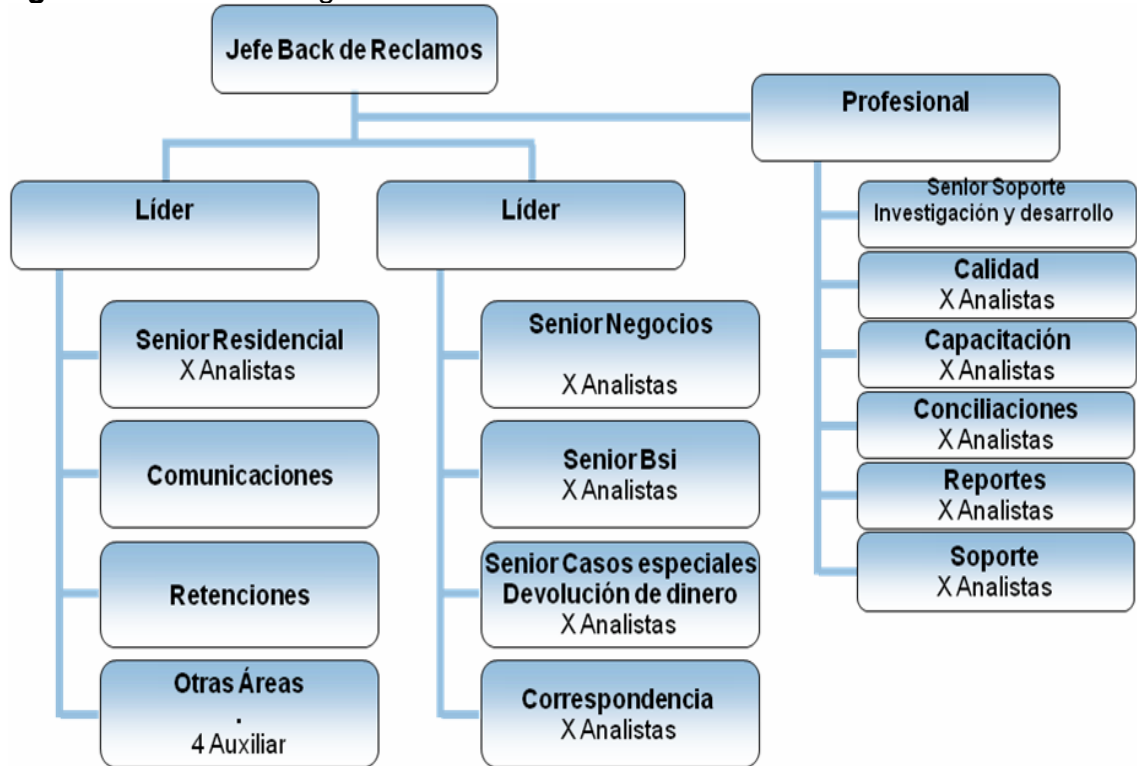 Jefe Back de Reclamos
Profesional
Líder
Líder
Senior Residencial
X Analistas
Comunicaciones
Retenciones
Otras Áreas
.
4 Auxiliar
Senior Negocios
X Analistas
Senior Bsi
X Analistas
Senior Casos especiales
Devolución de dinero
X Analistas
Correspondencia
X Analistas
Senior Soporte
Investigación y desarrollo
Calidad
X Analistas
Capacitación
X Analistas
Conciliaciones
X Analistas
Reportes
X Analistas
Soporte
X Analistas